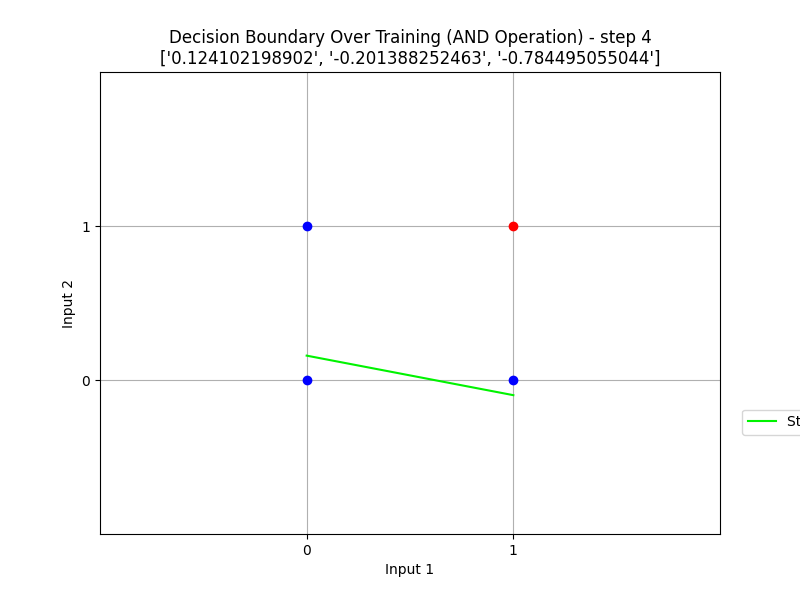 Decision Boundary Over Training (AND Operation) - step 4
['0.124102198902', '-0.201388252463', '-0.784495055044']
1
Input 2
0
St
0
1
Input 1